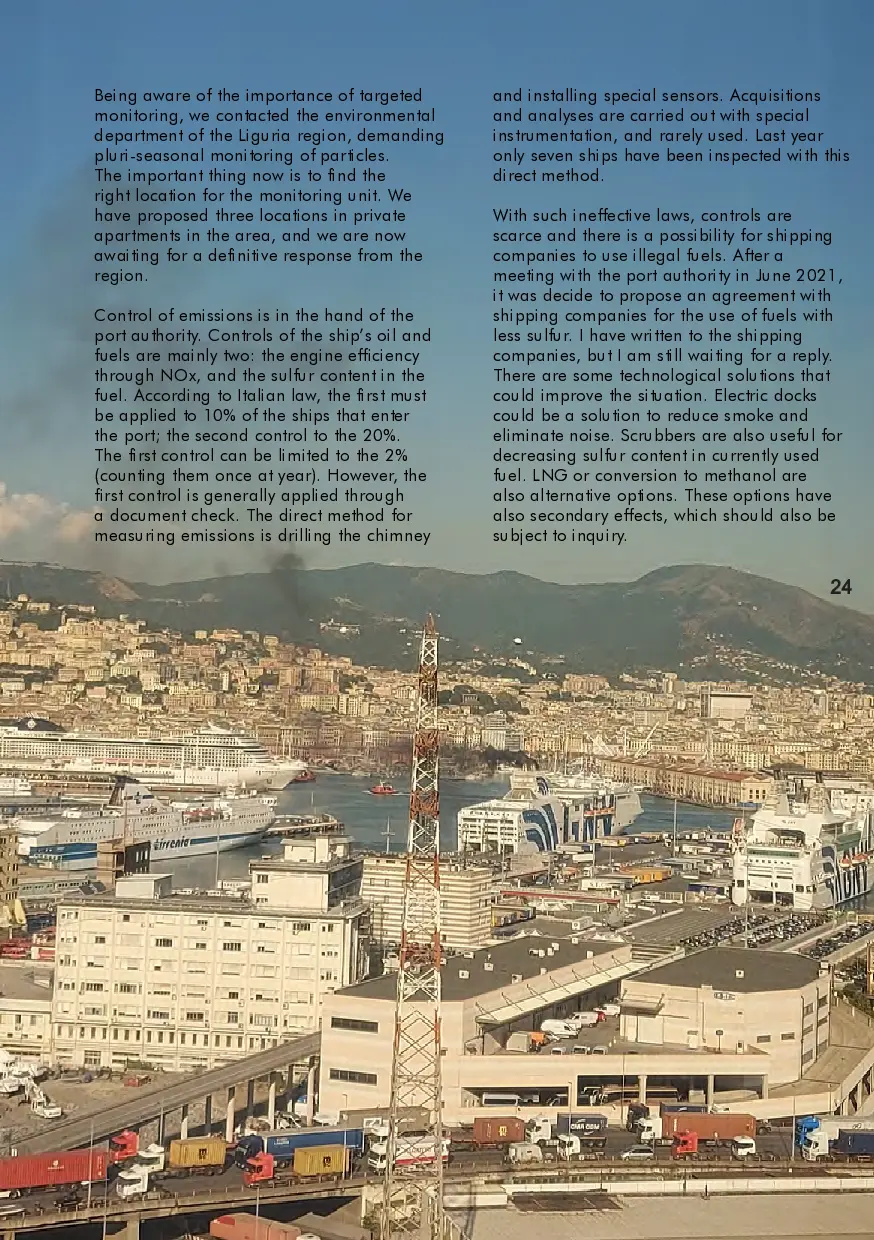 Being aware of the importance of targeted
monitoring, we contacted the environmental
department of the Liguria region, demanding
pluri-seasonal monitoring of particles.
The important thing now is to find the
right location for the monitoring unit. We
have proposed three locations in private
apartments in the area, and we are now
awaiting for a definitive response from the
region.
Control of emissions is in the hand of the
port authority. Controls of the ship's oil and
fuels are mainly two: the engine efficiency
through NOx, and the sulfur content in the
fuel. According to Italian law, the first must
be applied to 10% of the ships that enter
the port; the second control to the 20%.
The first control can be limited to the 2%
(counting them once at year). However, the
first control is generally applied through
a document check. The direct method for
measuring emissions is drilling the chimney
and installing special sensors. Acquisitions
and analyses are carried out with special
instrumentation, and rarely used. Last year
only seven ships have been inspected with this
direct method.
With such ineffective laws, controls are
scarce and there is a possibility for shipping
companies to use illegal fuels. After a
meeting with the port authority in June 2021,
it was decide to propose an agreement with
shipping companies for the use of fuels with
less sulfur. I have written to the shipping
companies, but I am still waiting for a reply.
There are some technological solutions that
could improve the situation. Electric docks
could be a solution to reduce smoke and
eliminate noise. Scrubbers are also useful for
decreasing sulfur content in currently used
fuel. LNG or conversion to methanol are
also alternative options. These options have
also secondary effects, which should also be
subject to inquiry.
24
Tirrenia
CMA CGM